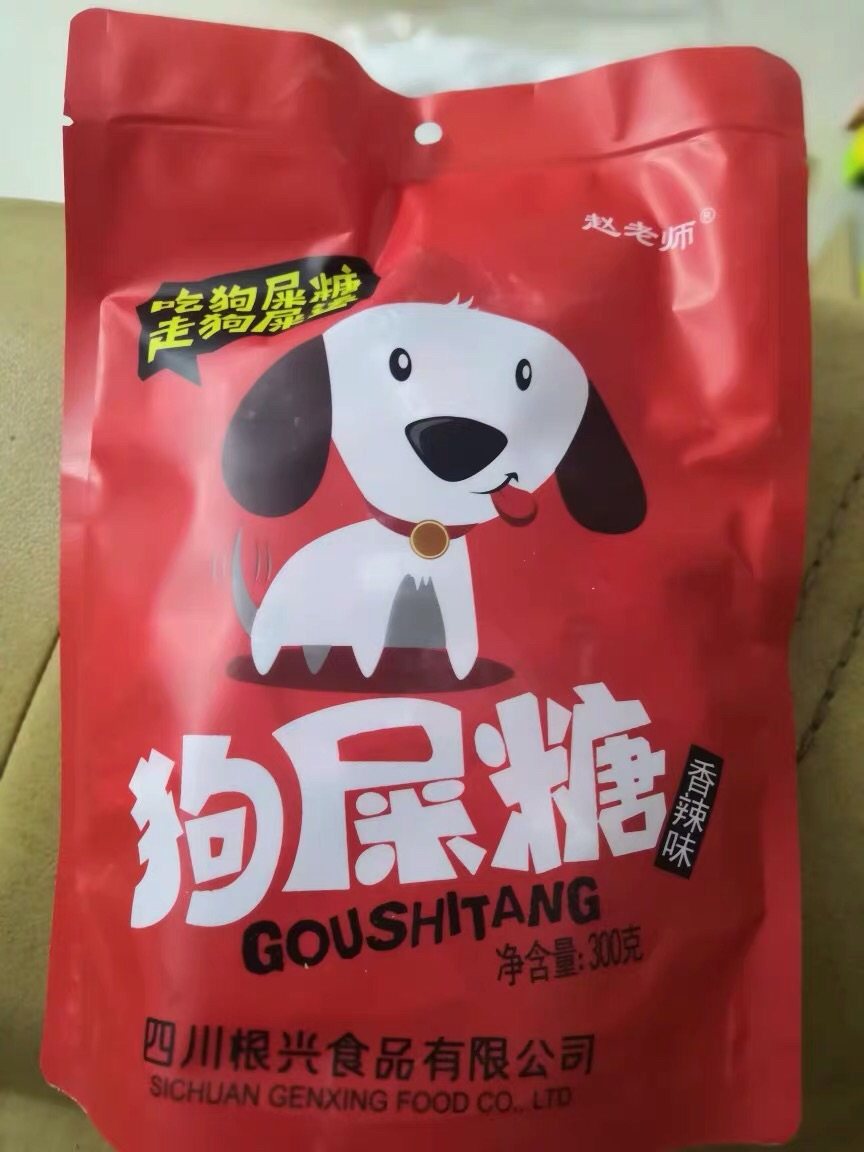 赵老师®
吃狗屎糖
走狗屎运
狗屎糖
香辣味
GOUSHITANG
净含量:300克
四川根兴食品有限公司
SICHUAN GENXING FOOD CO., LTD